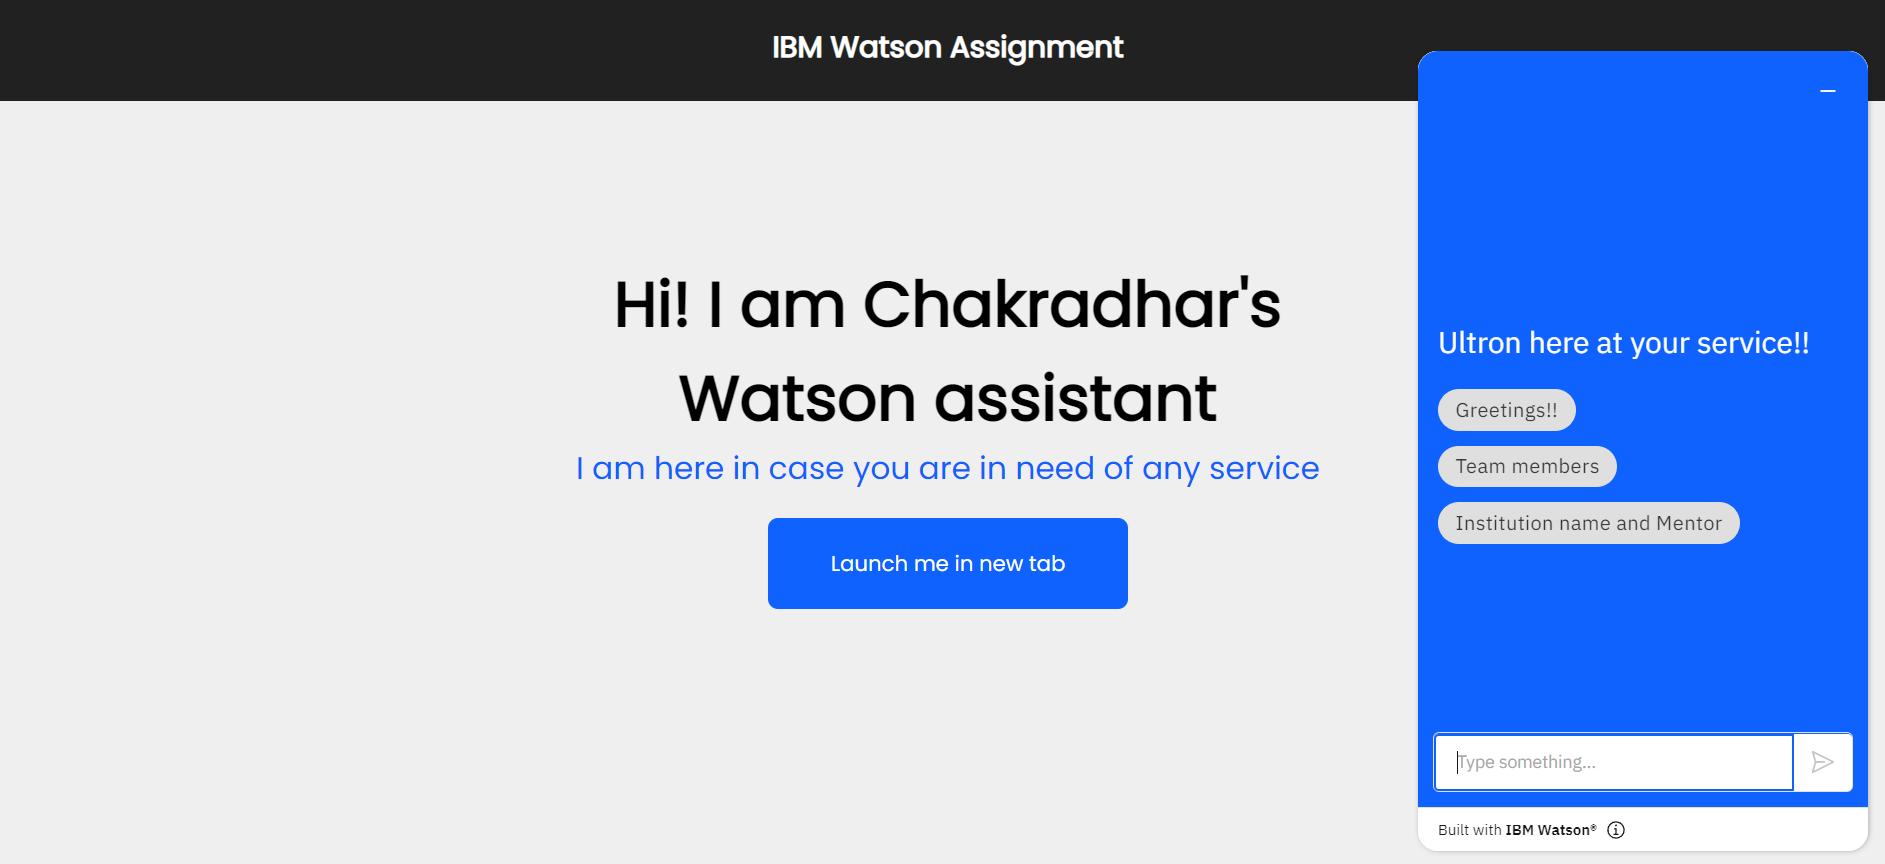 IBM Watson Assignment
Hi! I am Chakradhar's
Watson assistant
I am here in case you are in need of any service
Launch me in new tab
Ultron here at your service!!
Greetings!!
Team members
Institution name and Mentor
Type something...
Built with IBM Watson®